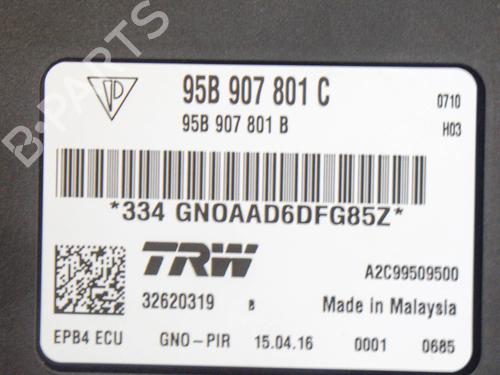 95B 907 801 C
0710
95B 907 801 B
H03
*334 GNOAAD6DFG85Z*
TRW
A2C99509500
32620319 B Made in Malaysia
EPB4 ECU GNO-PIR 15.04.16 0001 0685
B-PARTS